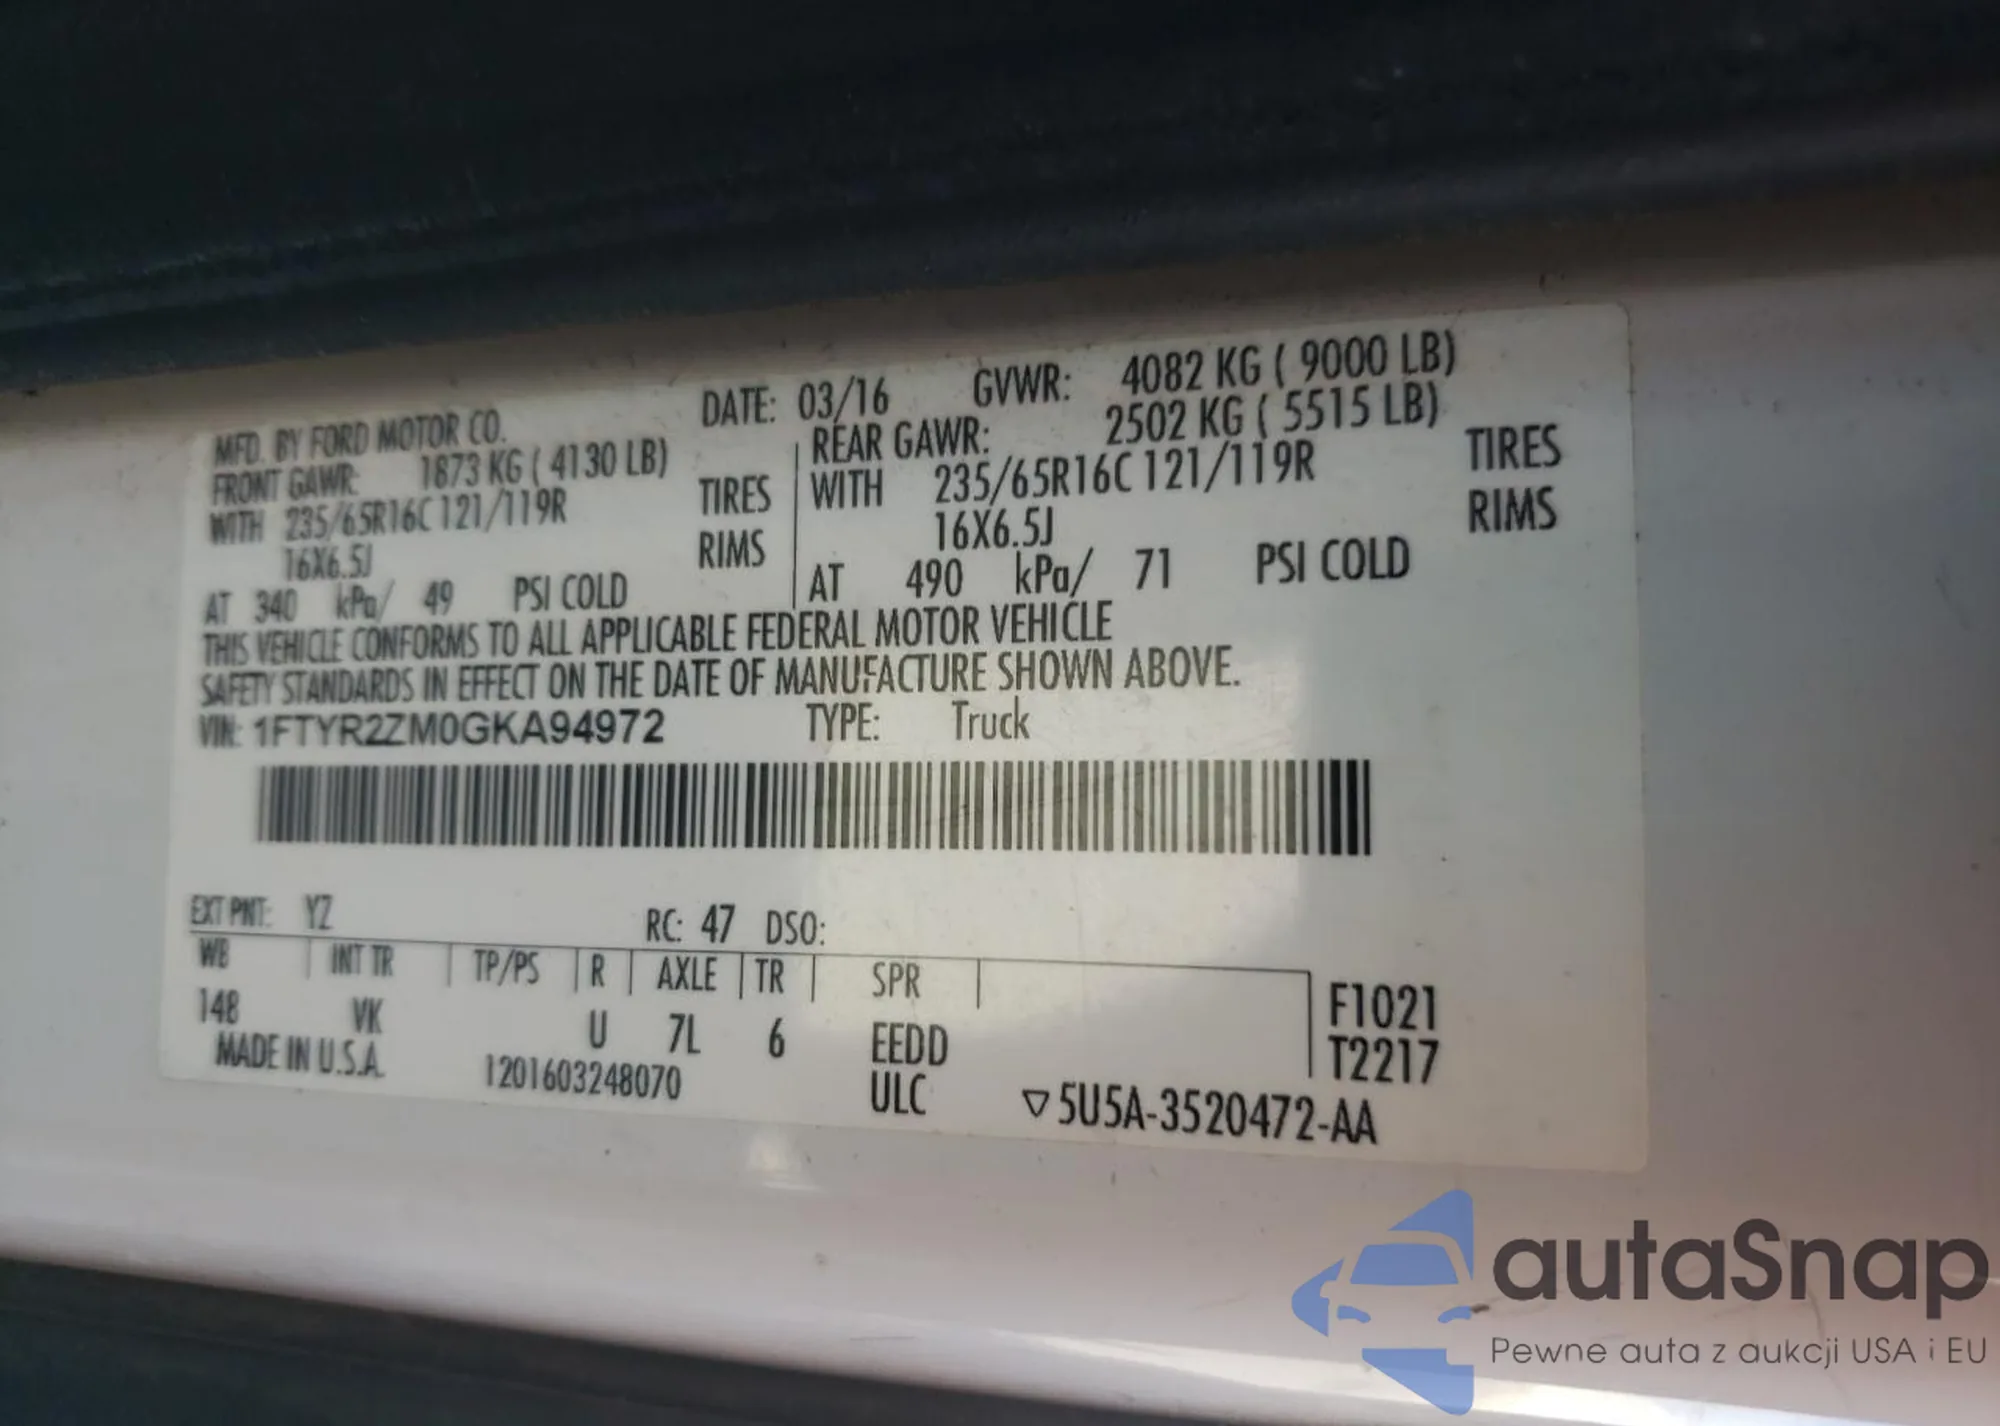 MFD. BY FORD MOTOR CO. DATE: 03/16 GVWR: 4082 KG ( 9000 LB)
FRONT GAWR: 1873 KG ( 4130 LB) REAR GAWR: 2502 KG ( 5515 LB)
WITH 235/65R16C 121/119R TIRES WITH 235/65R16C 121/119R TIRES
16X6.5J RIMS 16X6.5J RIMS
AT 340 kPa/ 49 PSI COLD AT 490 kPa/ 71 PSI COLD
THIS VEHICLE CONFORMS TO ALL APPLICABLE FEDERAL MOTOR VEHICLE
SAFETY STANDARDS IN EFFECT ON THE DATE OF MANUFACTURE SHOWN ABOVE.
VIN: 1FTYR2ZM0GKA94972 TYPE: Truck
EXT PNT: YZ RC: 47 DSO:
WB INT TR TP/PS R AXLE TR SPR
148 VK U 7L 6 EEDD F1021
T2217
MADE IN U.S.A. 1201603248070 ULC ▽5U5A-3520472-AA
autaSnap
Pewne auta z aukcji USA i EU